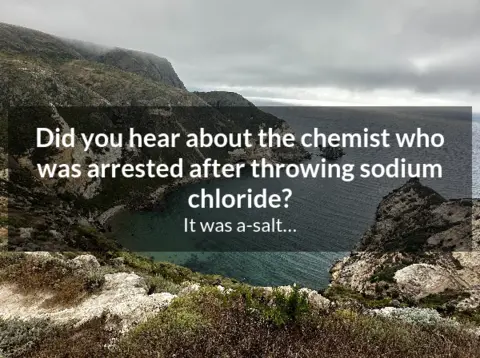 Did you hear about the chemist who
was arrested after throwing sodium
chloride?
It was a-salt...